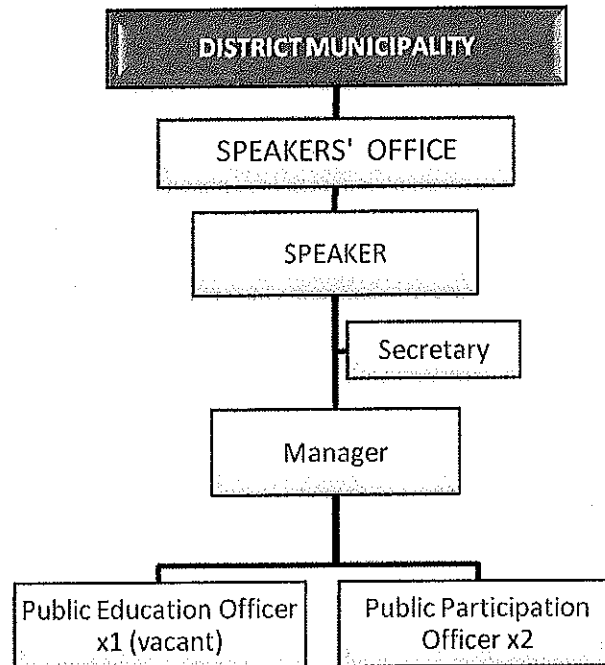 DISTRICT MUNICIPALITY
SPEAKERS' OFFICE
SPEAKER
Secretary
Manager
Public Education Officer
x1 (vacant)
Public Participation
Officer x2